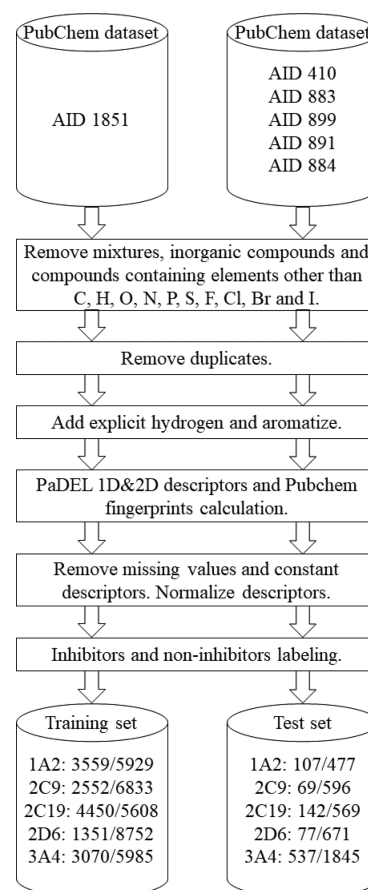 PubChem dataset
AID 1851
PubChem dataset
AID 410
AID 883
AID 899
AID 891
AID 884
Remove mixtures, inorganic compounds and
compounds containing elements other than
C, H, O, N, P, S, F, Cl, Br and I.
Remove duplicates.
Add explicit hydrogen and aromatize.
PaDEL 1D&2D descriptors and Pubchem
fingerprints calculation.
Remove missing values and constant
descriptors. Normalize descriptors.
Inhibitors and non-inhibitors labeling.
Training set
1A2: 3559/5929
2C9: 2552/6833
2C19: 4450/5608
2D6: 1351/8752
3A4: 3070/5985
Test set
1A2: 107/477
2C9: 69/596
2C19: 142/569
2D6: 77/671
3A4: 537/1845